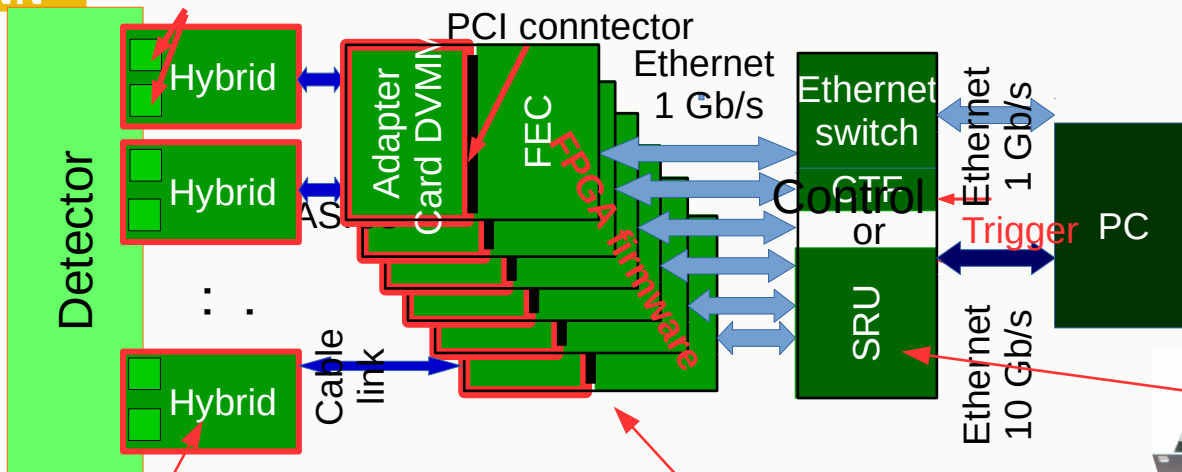 PCI conntector
Hybrid
Hybrid
Hybrid
Detector
: .
Adapter
Card DVMM
FEC
FPGA firmware
Cable
link
Ethernet
1 Gb/s
Ethernet
switch
CTF
Control
or
SRU
Ethernet
1 Gb/s
Trigger
Ethernet
10 Gb/s
PC